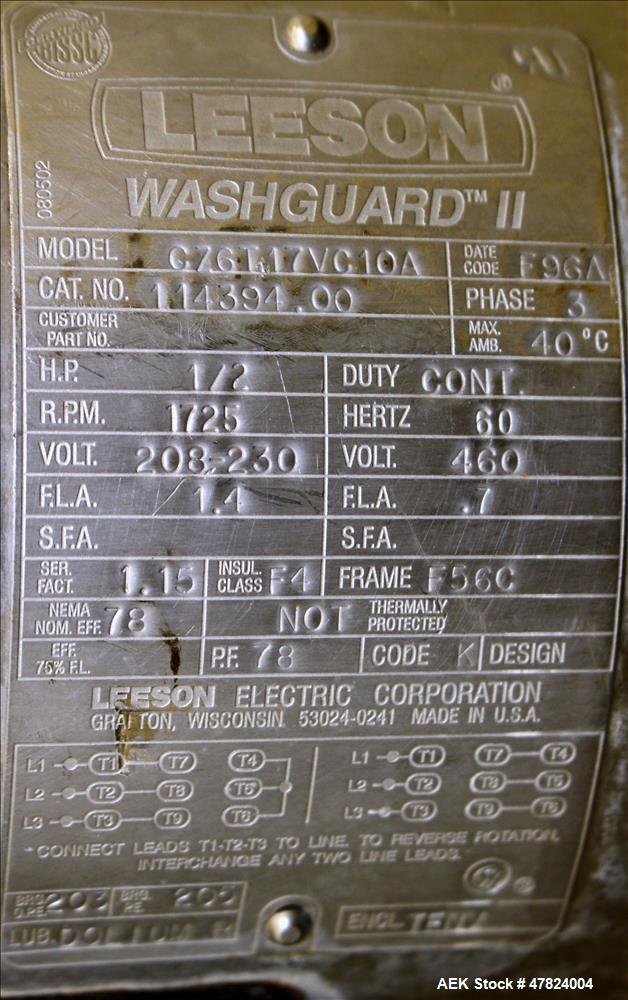 BISSC
LEESON ®
080502
WASHGUARD™ II
MODEL C76T17VC10A DATE CODE F96A
CAT. NO. 114394.00 PHASE 3
CUSTOMER PART NO. MAX. AMB. 40 °C
H.P. 1/2 DUTY CONT.
R.P.M. 1725 HERTZ 60
VOLT. 208-230 VOLT. 460
F.L.A. 1.4 F.L.A. .7
S.F.A. S.F.A.
SER. FACT. 1.15 INSUL. CLASS F4 FRAME F56C
NEMA NOM. EFF. 78 NOT THERMALLY PROTECTED
EFF. 75% F.L. P.F. 78 CODE K DESIGN
LEESON ELECTRIC CORPORATION
GRAFTON, WISCONSIN 53024-0241 MADE IN U.S.A.
L1 T1 T7 T4 L1 T1 T7 T4
L2 T2 T8 T5 L2 T2 T8 T5
L3 T3 T9 T6 L3 T3 T9 T6
"CONNECT LEADS T1-T2-T3 TO LINE. TO REVERSE ROTATION,
INTERCHANGE ANY TWO LINE LEADS."
BRG. O.P.E. 203 BRG. P.E. 205
LUB.
ENCL. TENV
AEK Stock # 47824004